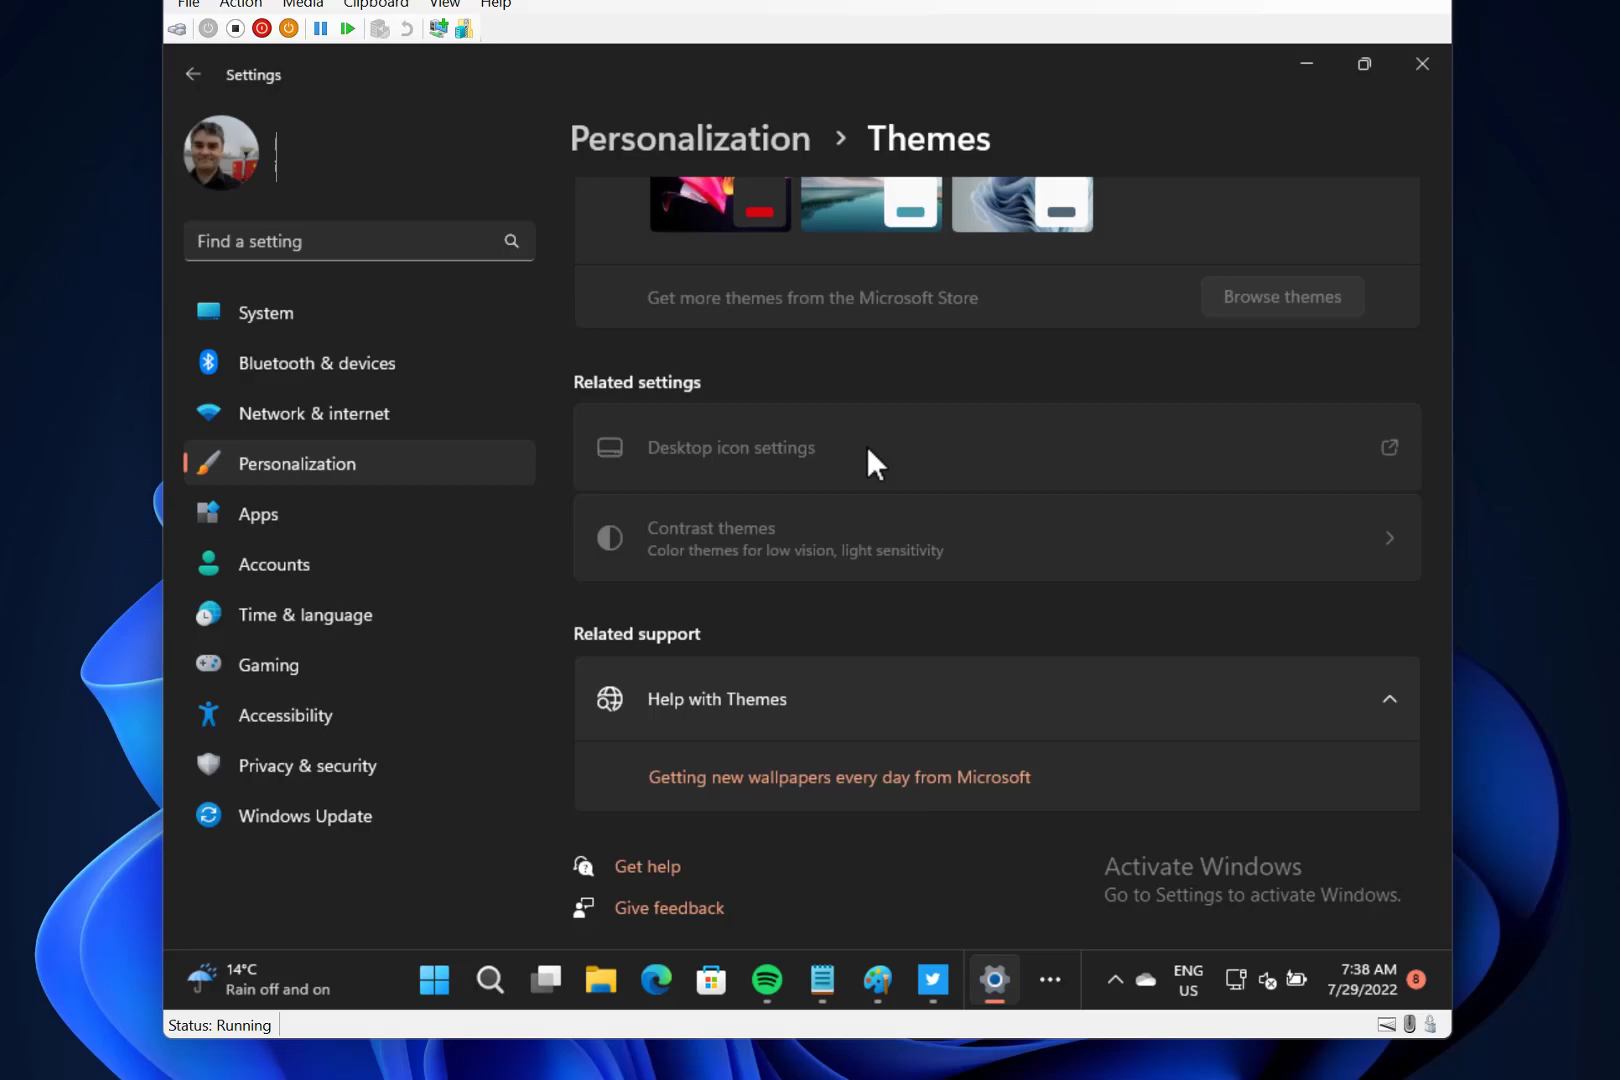 File Action Media Clipboard View Help
Settings
Personalization > Themes
Find a setting
Get more themes from the Microsoft Store
Browse themes
System
Bluetooth & devices
Network & internet
Personalization
Apps
Accounts
Time & language
Gaming
Accessibility
Privacy & security
Windows Update
Related settings
Desktop icon settings
Contrast themes
Color themes for low vision, light sensitivity
Related support
Help with Themes
Getting new wallpapers every day from Microsoft
Get help
Give feedback
Activate Windows
Go to Settings to activate Windows.
14°C
Rain off and on
ENG
US
7:38 AM
7/29/2022
8
Status: Running